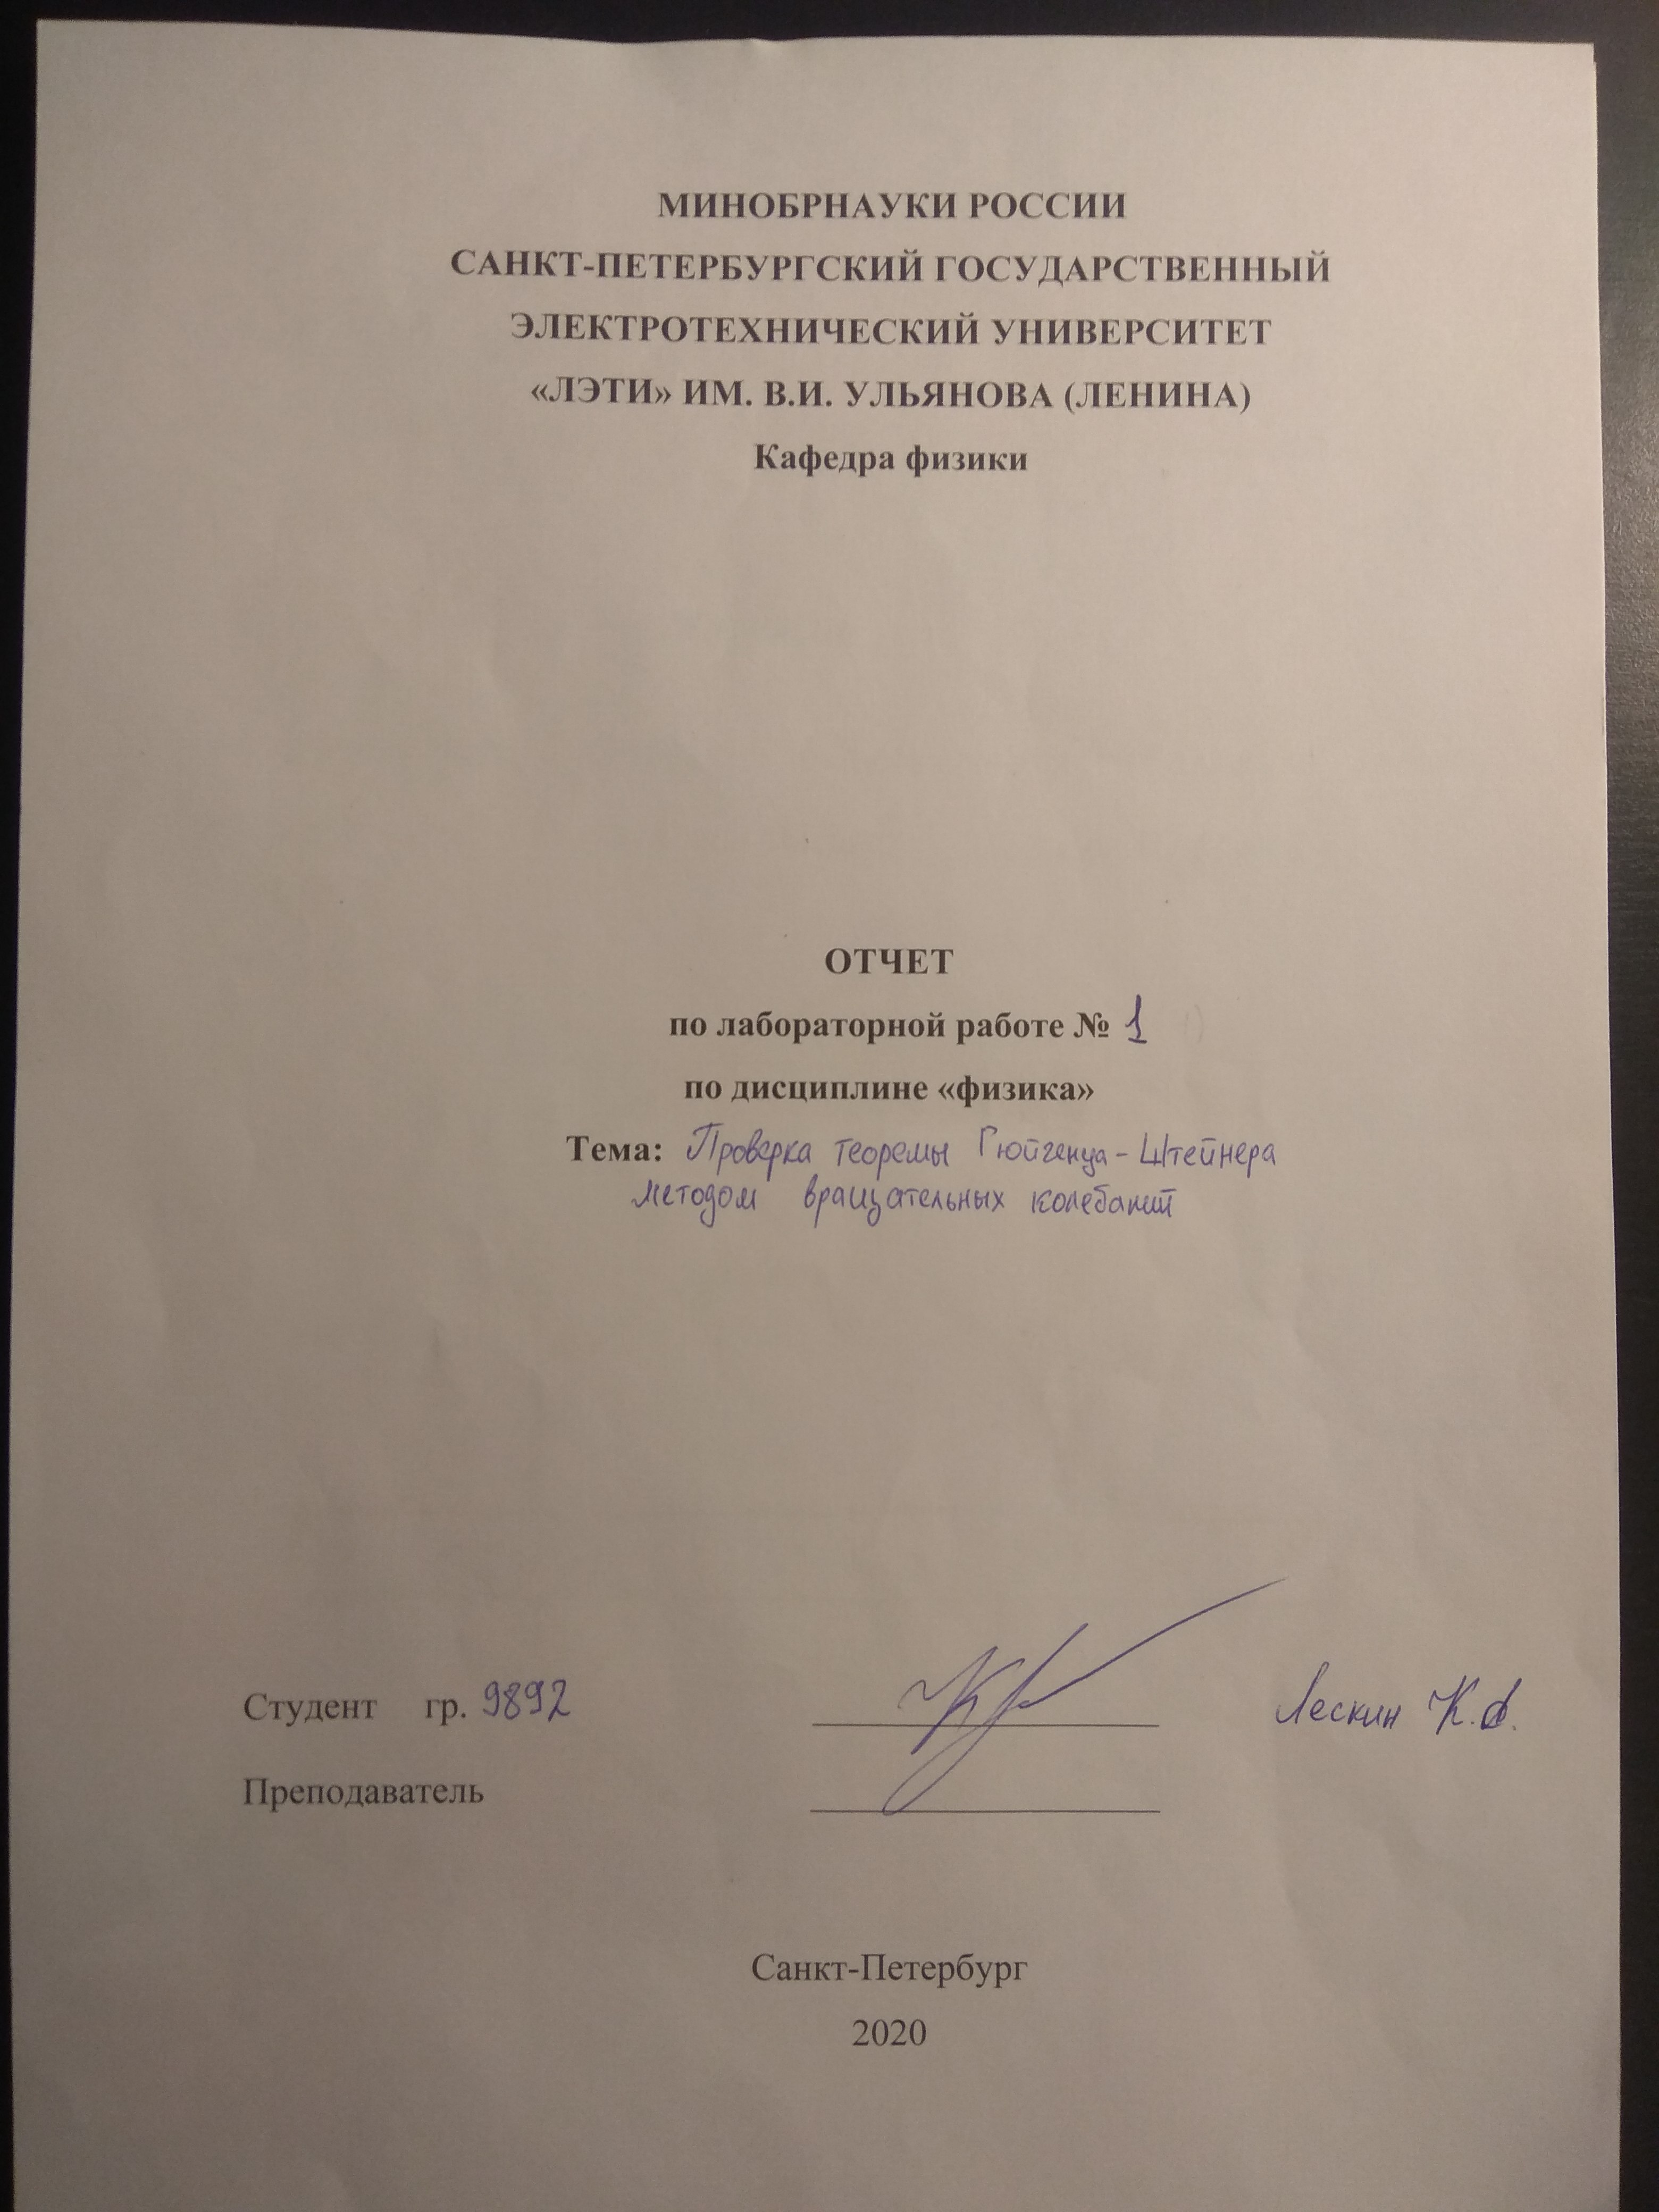 МИНОБРНАУКИ РОССИИ
САНКТ-ПЕТЕРБУРГСКИЙ ГОСУДАРСТВЕННЫЙ
ЭЛЕКТРОТЕХНИЧЕСКИЙ УНИВЕРСИТЕТ
«ЛЭТИ» ИМ. В.И. УЛЬЯНОВА (ЛЕНИНА)
Кафедра физики
ОТЧЕТ
по лабораторной работе № 1
по дисциплине «физика»
Тема: Проверка теоремы Гюйгенца-Штейнера
методом вращательных колебаний
Студент гр. 9892 Лескин К.А.
Преподаватель
Санкт-Петербург
2020